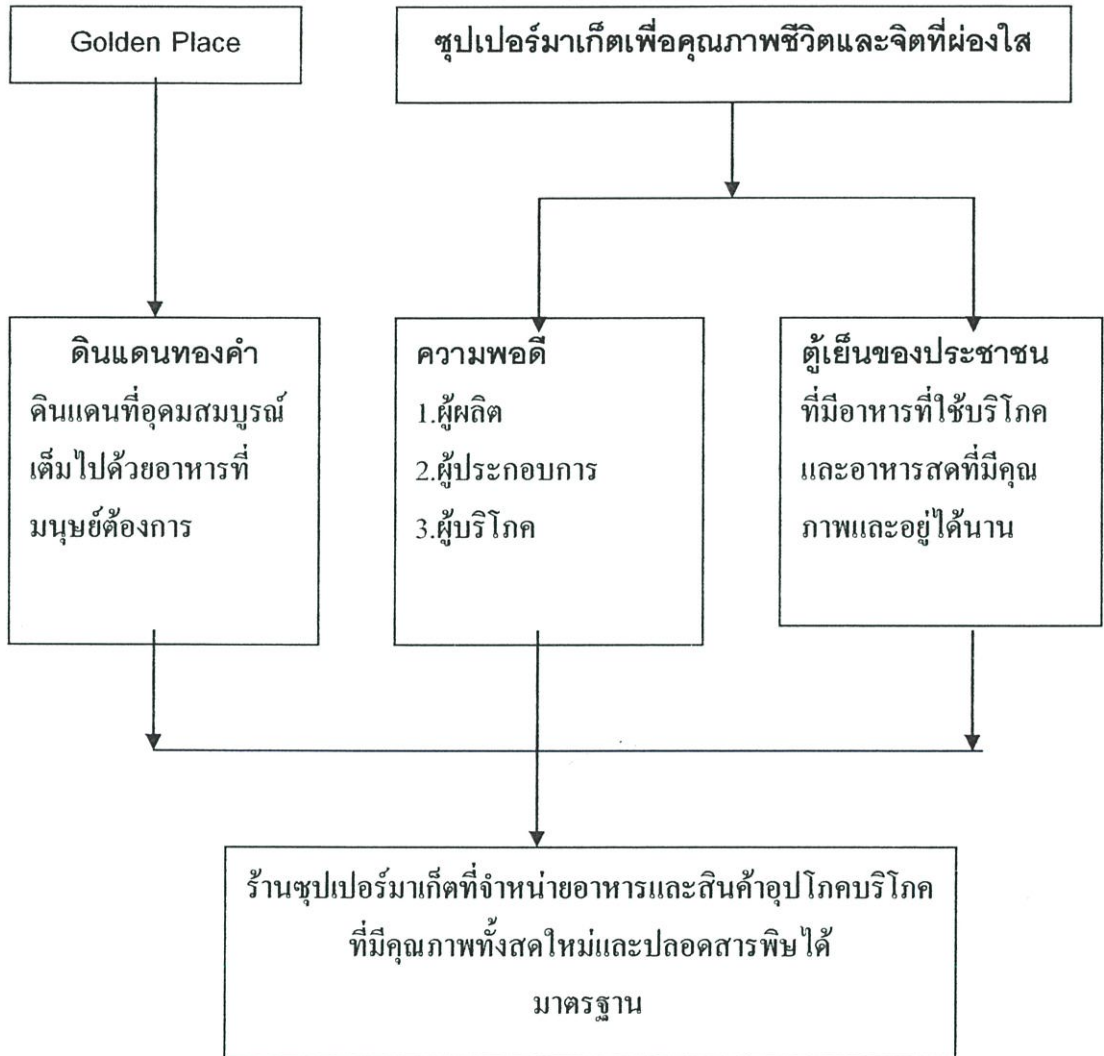 Golden Place
ซุปเปอร์มาเก็ตเพื่อคุณภาพชีวิตและจิตที่ผ่องใส
ดินแดนทองคำ
ดินแดนที่อุดมสมบูรณ์
เต็มไปด้วยอาหารที่
มนุษย์ต้องการ
ความพอดี
1.ผู้ผลิต
2.ผู้ประกอบการ
3.ผู้บริโภค
ตู้เย็นของประชาชน
ที่มีอาหารที่ใช้บริโภค
และอาหารสดที่มีคุณ
ภาพและอยู่ได้นาน
ร้านซุปเปอร์มาเก็ตที่จำหน่ายอาหารและสินค้าอุปโภคบริโภค
ที่มีคุณภาพทั้งสดใหม่และปลอดสารพิษได้
มาตรฐาน